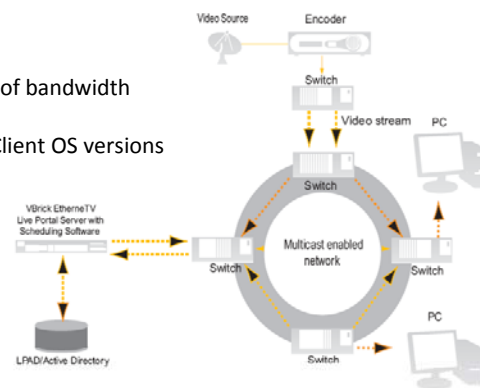 Video Source
Encoder
Switch
of bandwidth
Client OS versions
Video stream
PC
Switch
VBrick EtherneTV
Live Portal Server with
Scheduling Software
Multicast enabled
network
Switch
Switch
PC
LPAD/Active Directory
Switch